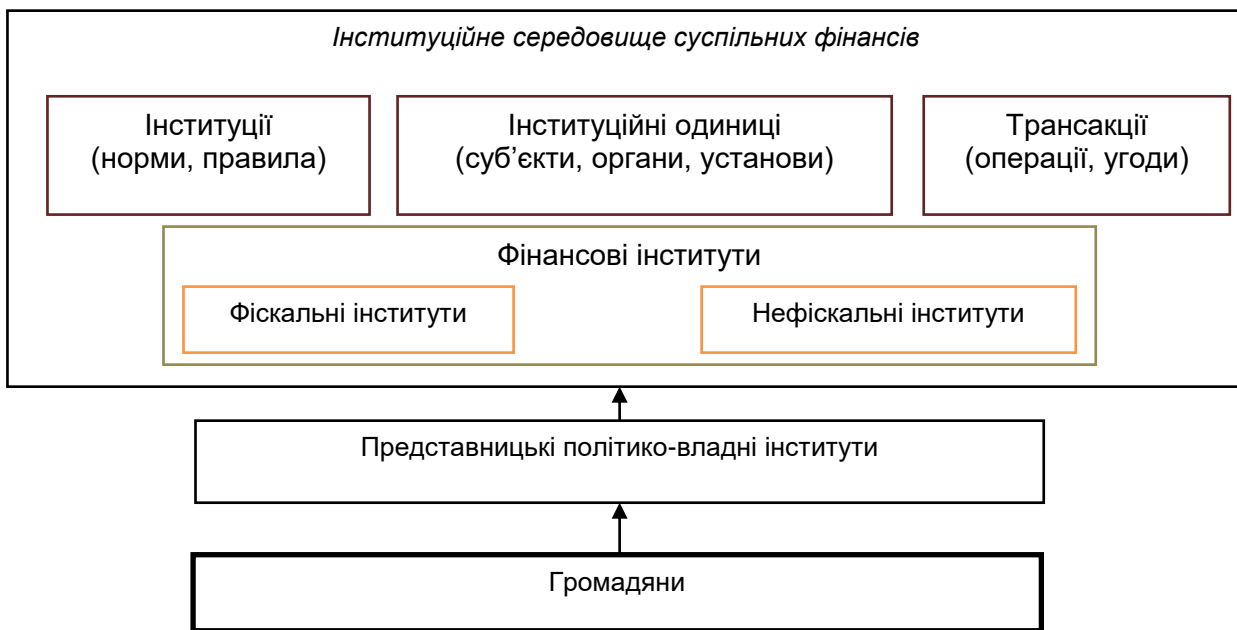 Інституційне середовище суспільних фінансів
Інституції
(норми, правила)
Інституційні одиниці
(суб’єкти, органи, установи)
Трансакції
(операції, угоди)
Фінансові інститути
Фіскальні інститути
Нефіскальні інститути
Представницькі політико-владні інститути
Громадяни